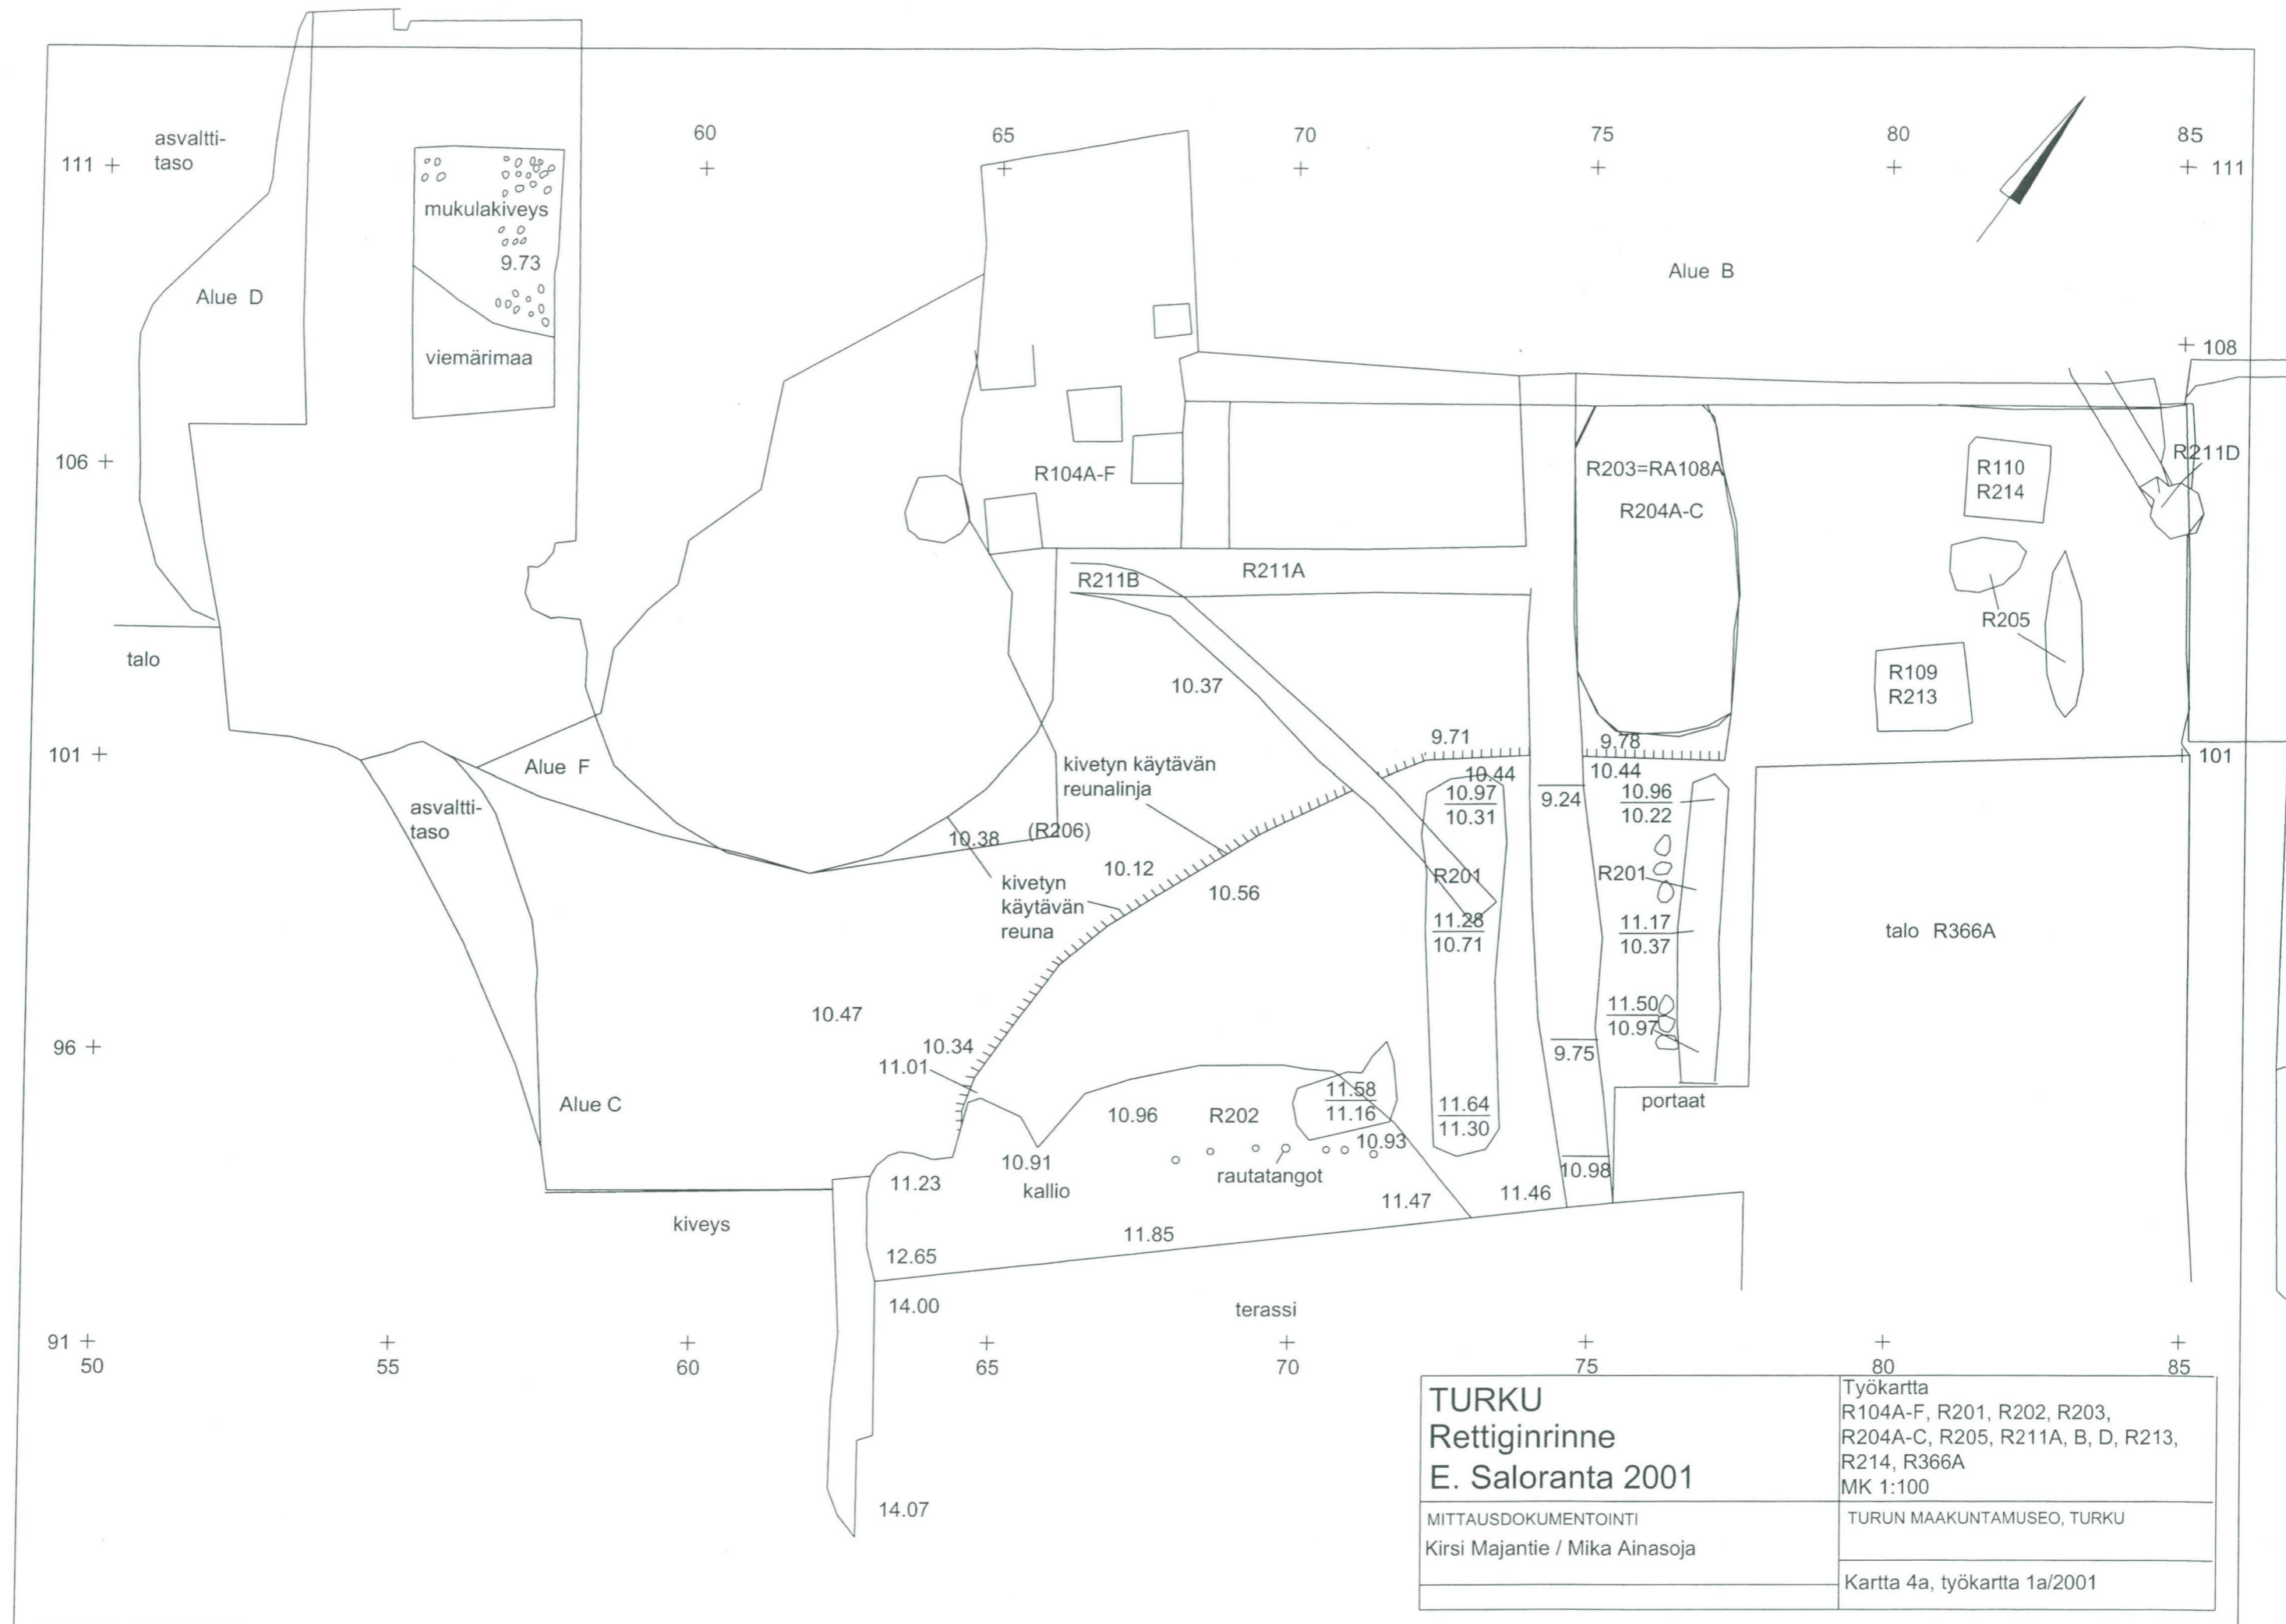 60
65
70
75
80
85
111
asvaltti-
taso
111
mukulakiveys
9.73
Alue B
Alue D
108
viemärimaa
106
R104A-F
R203=RA108A
R204A-C
R110
R214
R211D
R211B
R211A
R205
talo
10.37
R109
R213
9.71
9.78
101
Alue F
kivetyn käytävän
reunalinja
10.44
10.44
101
asvaltti-
taso
10.97
10.31
9.24
10.96
10.22
10.38
(R206)
10.12
kivetyn
käytävän
reuna
10.56
R201
R201
11.28
10.71
11.17
10.37
talo R366A
10.47
11.50
10.97
96
10.34
11.01
9.75
Alue C
10.96
R202
11.58
11.16
11.64
11.30
portaat
10.93
10.91
kallio
rautatangot
10.98
11.23
11.47
11.46
kiveys
11.85
12.65
14.00
terassi
91
50
55
60
65
70
75
80
85
14.07
TURKU
Rettiginrinne
E. Saloranta 2001
Työkartta
R104A-F, R201, R202, R203,
R204A-C, R205, R211A, B, D, R213,
R214, R366A
MK 1:100
MITTAUSDOKUMENTOINTI
Kirsi Majantie / Mika Ainasoja
TURUN MAAKUNTAMUSEO, TURKU
Kartta 4a, työkartta 1a/2001